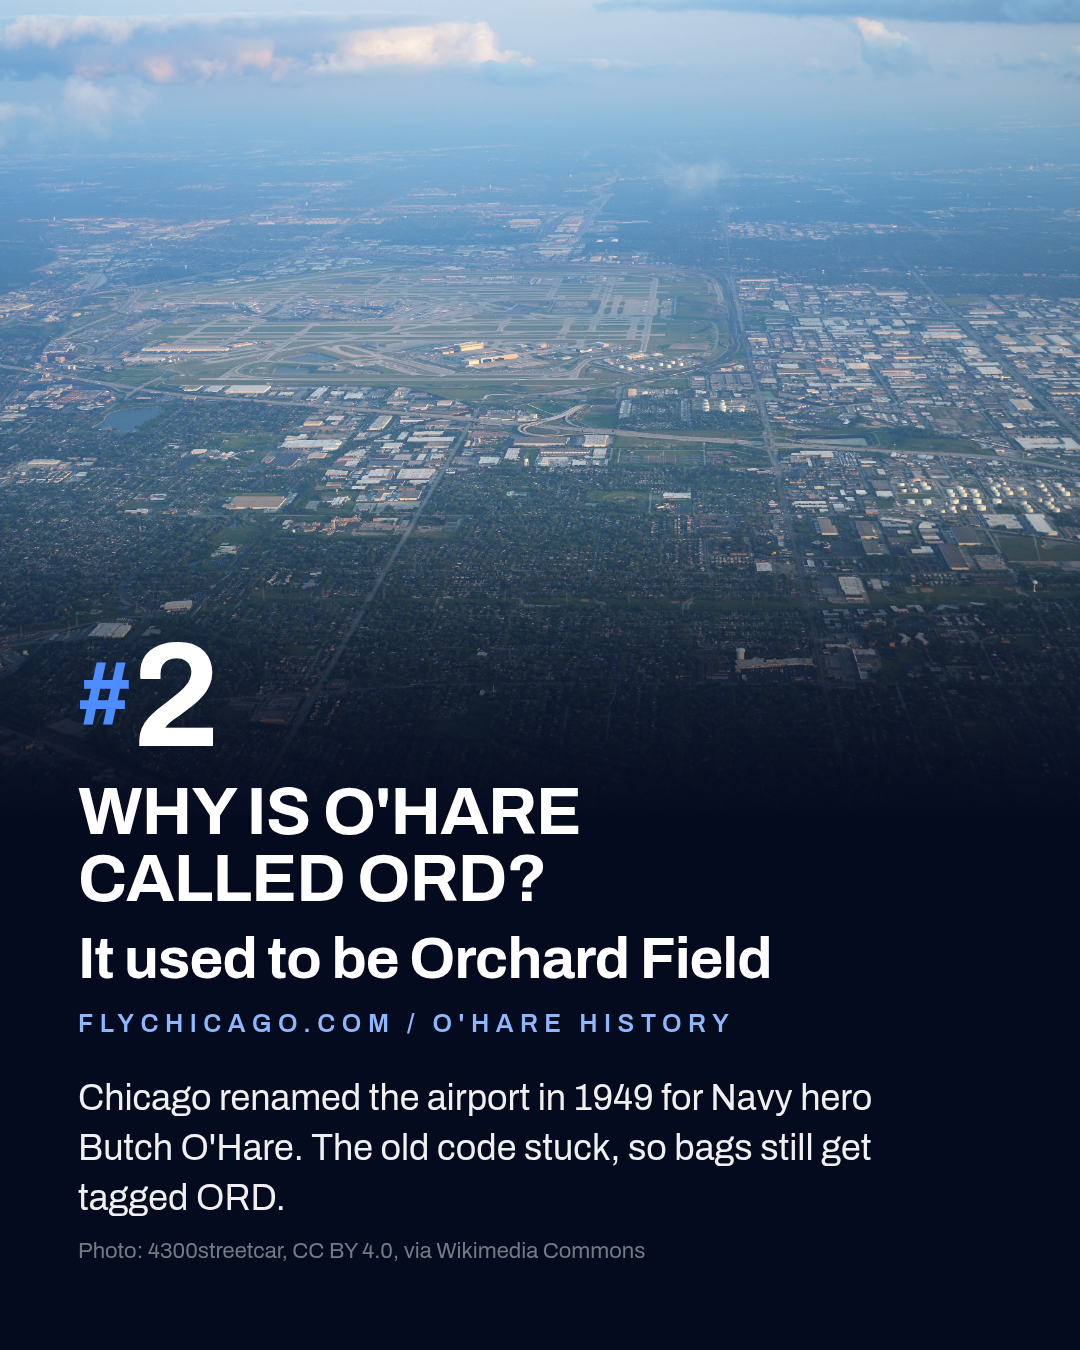 #2
WHY IS O'HARE
CALLED ORD?
It used to be Orchard Field
FLYCHICAGO.COM / O'HARE HISTORY
Chicago renamed the airport in 1949 for Navy hero
Butch O'Hare. The old code stuck, so bags still get
tagged ORD.
Photo: 4300streetcar, CC BY 4.0, via Wikimedia Commons